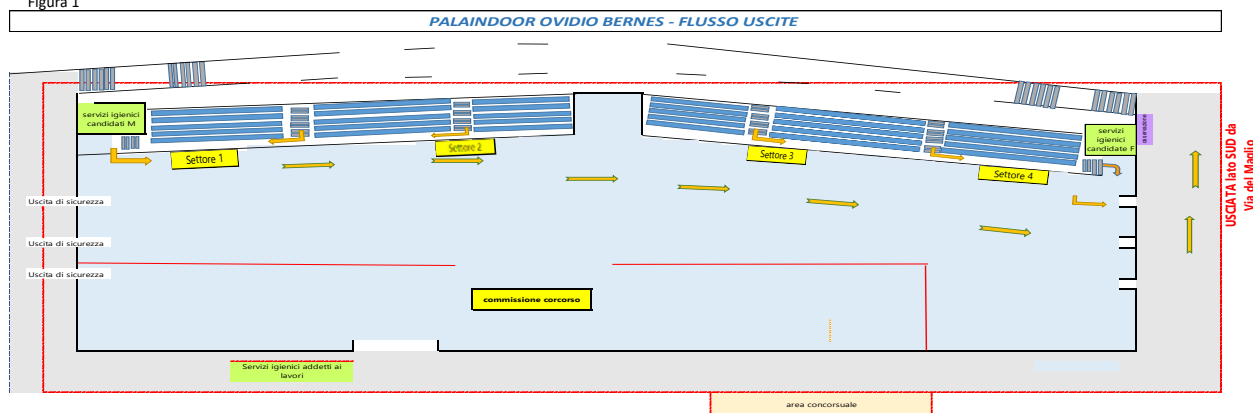 Figura 1
PALAINDOOR OVIDIO BERNES - FLUSSO USCITE
servizi igienici
candidati M
Settore 1
Settore 2
Settore 3
Settore 4
servizi
igienici
candidate F
USCIATA lato SUD da
Via del Maglio
Uscita di sicurezza
Uscita di sicurezza
Uscita di sicurezza
commissione corcorso
Servizi igienici addetti ai
lavori
area concorsuale